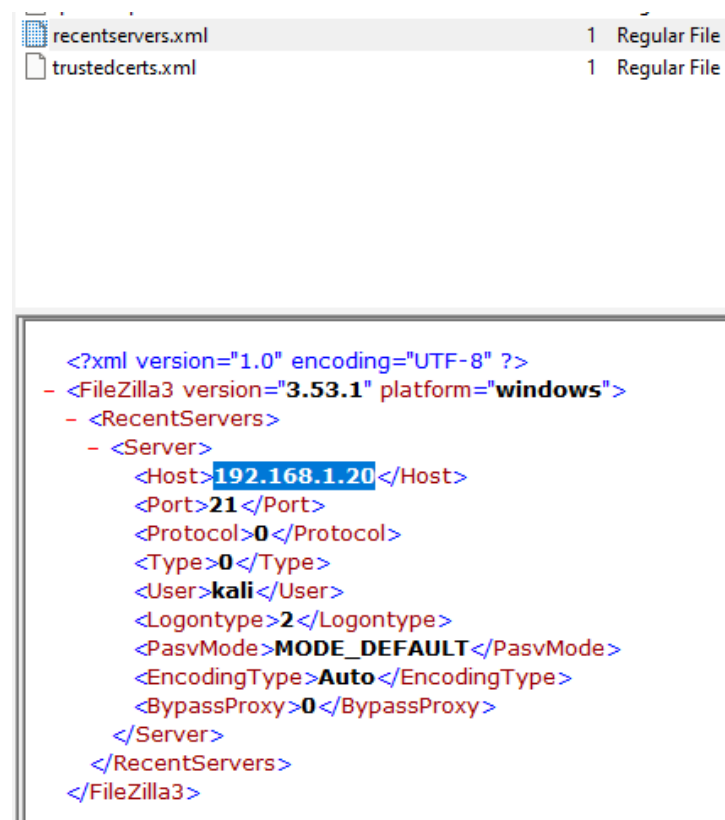 recentservers.xml 1 Regular File
trustedcerts.xml 1 Regular File
<?xml version="1.0" encoding="UTF-8" ?>
- <FileZilla3 version="3.53.1" platform="windows">
- <RecentServers>
- <Server>
<Host>192.168.1.20</Host>
<Port>21</Port>
<Protocol>0</Protocol>
<Type>0</Type>
<User>kali</User>
<Logontype>2</Logontype>
<PasvMode>MODE_DEFAULT</PasvMode>
<EncodingType>Auto</EncodingType>
<BypassProxy>0</BypassProxy>
</Server>
</RecentServers>
</FileZilla3>